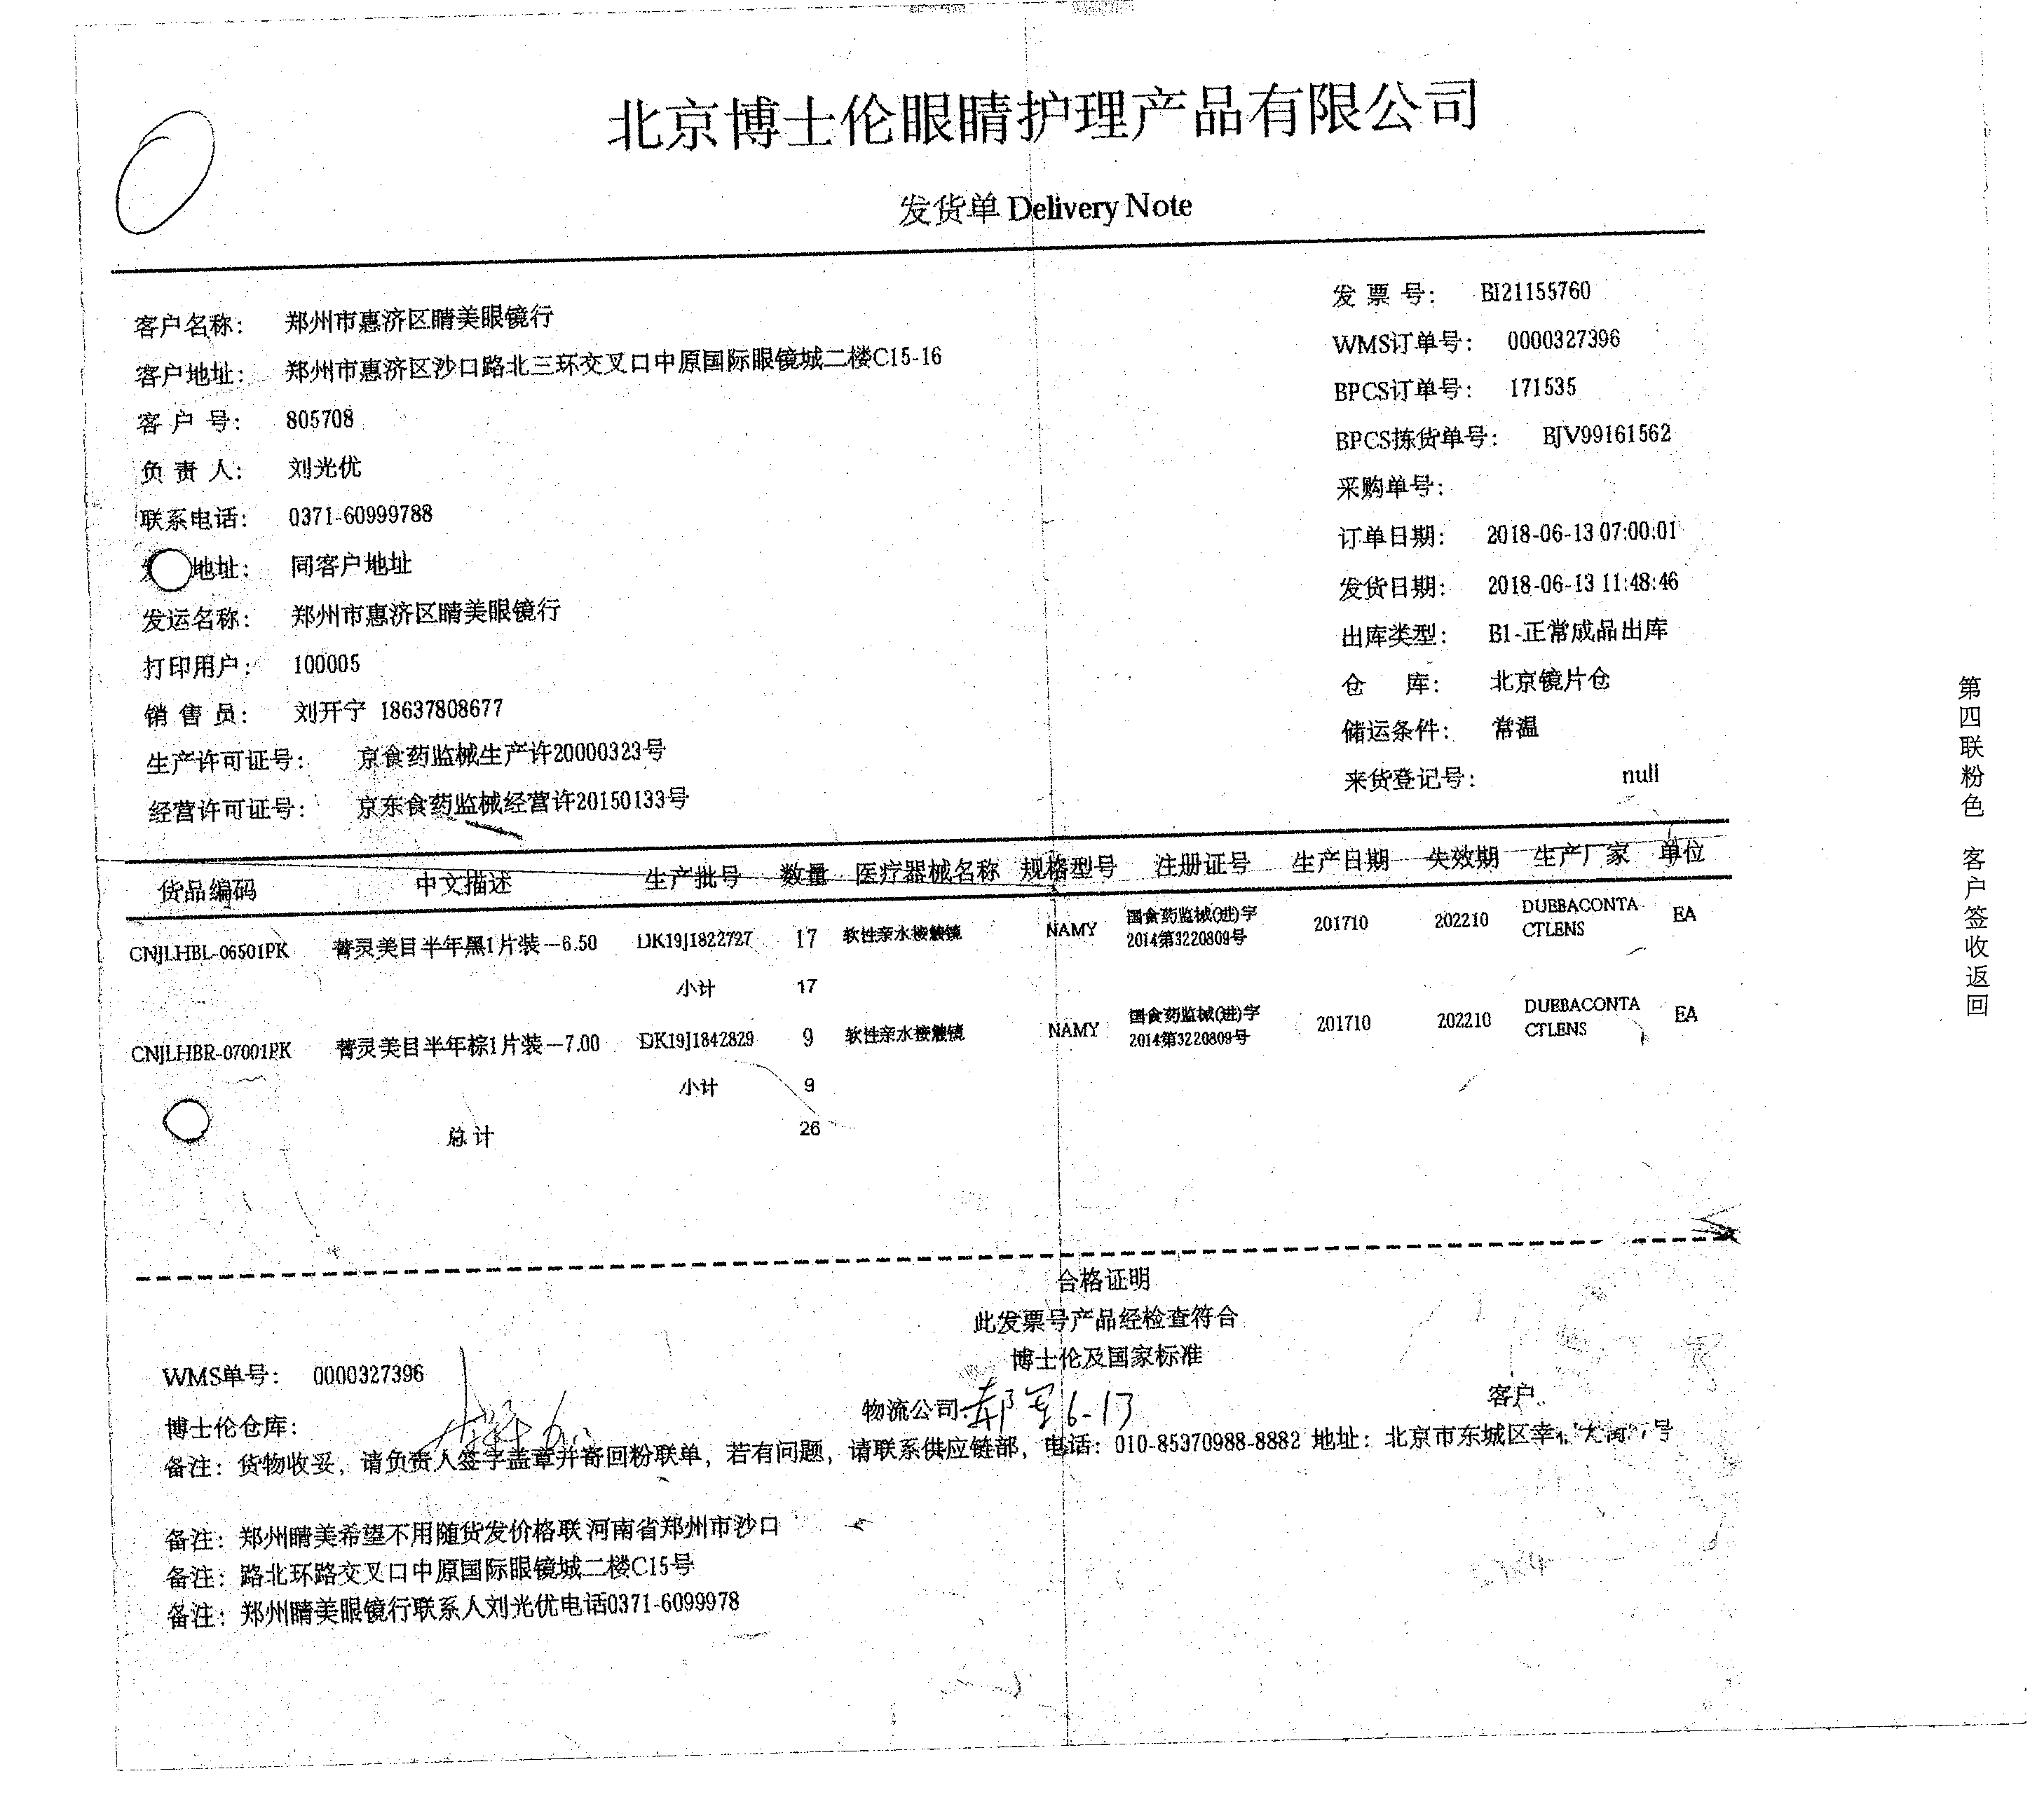 北京博士伦眼睛护理产品有限公司
发货单 Delivery Note
客户名称: 郑州市惠济区睛美眼镜行
客户地址: 郑州市惠济区沙口路北三环交叉口中原国际眼镜城二楼C15-16
客 户 号: 805708
负 责 人: 刘光优
联系电话: 0371-60999788
地址: 同客户地址
发运名称: 郑州市惠济区睛美眼镜行
打印用户: 100005
销 售 员: 刘开宁 18637808677
生产许可证号: 京食药监械生产许20000323号
经营许可证号: 京东食药监械经营许20150133号
发 票 号: BI21155760
WMS订单号: 0000327396
BPCS订单号: 171535
BPCS拣货单号: BJV99161562
采购单号:
订单日期: 2018-06-13 07:00:01
发货日期: 2018-06-13 11:48:46
出库类型: B1-正常成品出库
仓 库: 北京镜片仓
储运条件: 常温
来货登记号: null
货品编码 中文描述 生产批号 数量 医疗器械名称 规格型号 注册证号 生产日期 失效期 生产厂家 单位
CNJLHBL-06501PK 菁灵美目半年黑1片装-6.50 DK19J1822727 17 软性亲水接触镜 NAMY 国食药监械(进)字 201710 202210 DUEBACONTA EA
2014第3220809号 CTLENS
小计 17
CNJLHBR-07001PK 菁灵美目半年棕1片装-7.00 DK19J1842829 9 软性亲水接触镜 NAMY 国食药监械(进)字 201710 202210 DUEBACONTA EA
2014第3220809号 CTLENS
小计 9
总计 26
合格证明
此发票号产品经检查符合
博士伦及国家标准
WMS单号: 0000327396
博士伦仓库: 物流公司: 6-13 客户
备注: 货物收妥, 请负责人签字盖章并寄回粉联单, 若有问题, 请联系供应链部, 电话: 010-85370988-8882 地址: 北京市东城区幸 号
备注: 郑州睛美希望不用随货发价格联 河南省郑州市沙口
备注: 路北环路交叉口中原国际眼镜城二楼C15号
备注: 郑州睛美眼镜行联系人刘光优电话0371-6099978
第四联粉色 客户签收返回